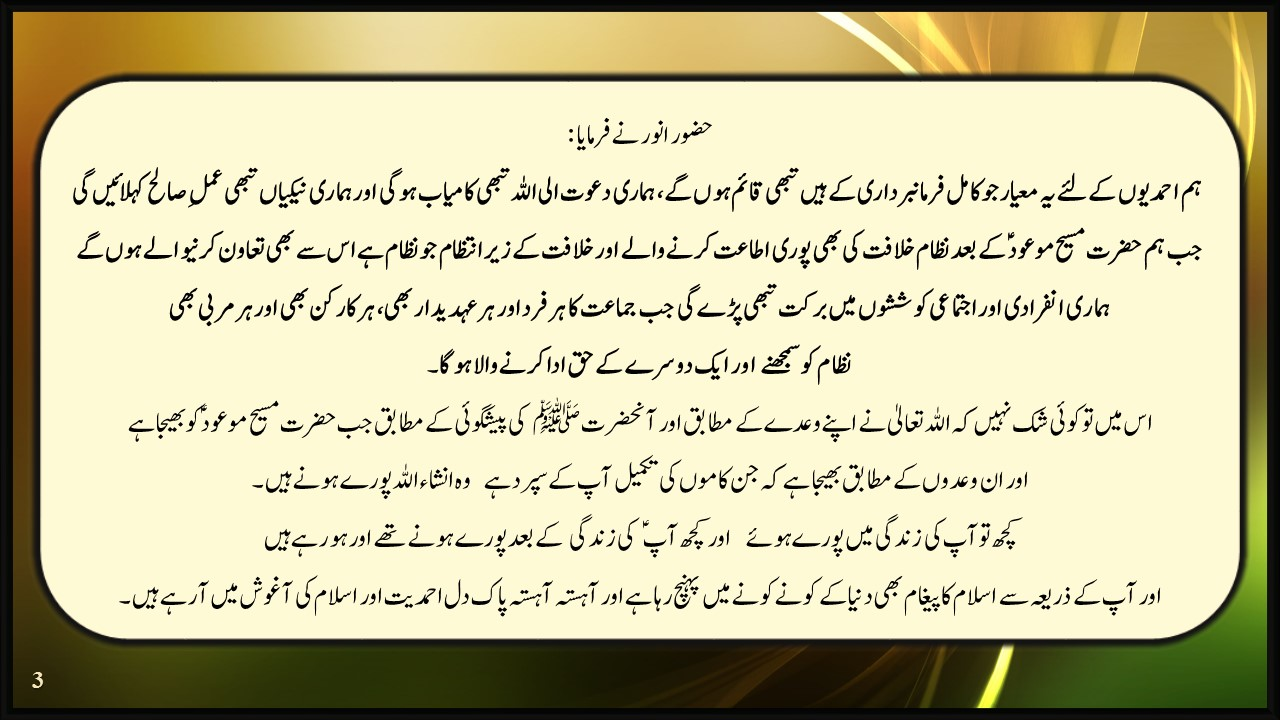 حضور انور نے فرمایا:
ہم احمدیوں کے لئے یہ معیار جو کامل فرمانبرداری کے ہیں تبھی قائم ہوں گے، ہماری دعوت الی اللہ تبھی کامیاب ہو گی اور ہماری نیکیاں تبھی عملِ صالح کہلائیں گی
جب ہم حضرت مسیح موعودؑ کے بعد نظام خلافت کی بھی پوری اطاعت کرنے والے اور خلافت کے زیر انتظام جو نظام ہے اس سے بھی تعاون کرنیوالے ہوں گے
ہماری انفرادی اور اجتماعی کوششوں میں برکت تبھی پڑے گی جب جماعت کا ہر فرد اور ہر عہدیدار بھی، ہر کارکن بھی اور ہر مربی بھی
نظام کو سمجھنے اور ایک دوسرے کے حق ادا کرنے والا ہو گا۔
اس میں تو کوئی شک نہیں کہ اللہ تعالیٰ نے اپنے وعدے کے مطابق اور آنحضرت ﷺ کی پیشگوئی کے مطابق جب حضرت مسیح موعودؑ کو بھیجا ہے
اور ان وعدوں کے مطابق بھیجا ہے کہ جن کاموں کی تکمیل آپ کے سپرد ہے وہ انشاء اللہ پورے ہونے ہیں۔
کچھ تو آپ کی زندگی میں پورے ہوئے اور کچھ آپؑ کی زندگی کے بعد پورے ہونے تھے اور ہو رہے ہیں
اور آپ کے ذریعہ سے اسلام کا پیغام بھی دنیا کے کونے کونے میں پہنچ رہا ہے اور آہستہ آہستہ پاک دل احمدیت اور اسلام کی آغوش میں آ رہے ہیں۔
3